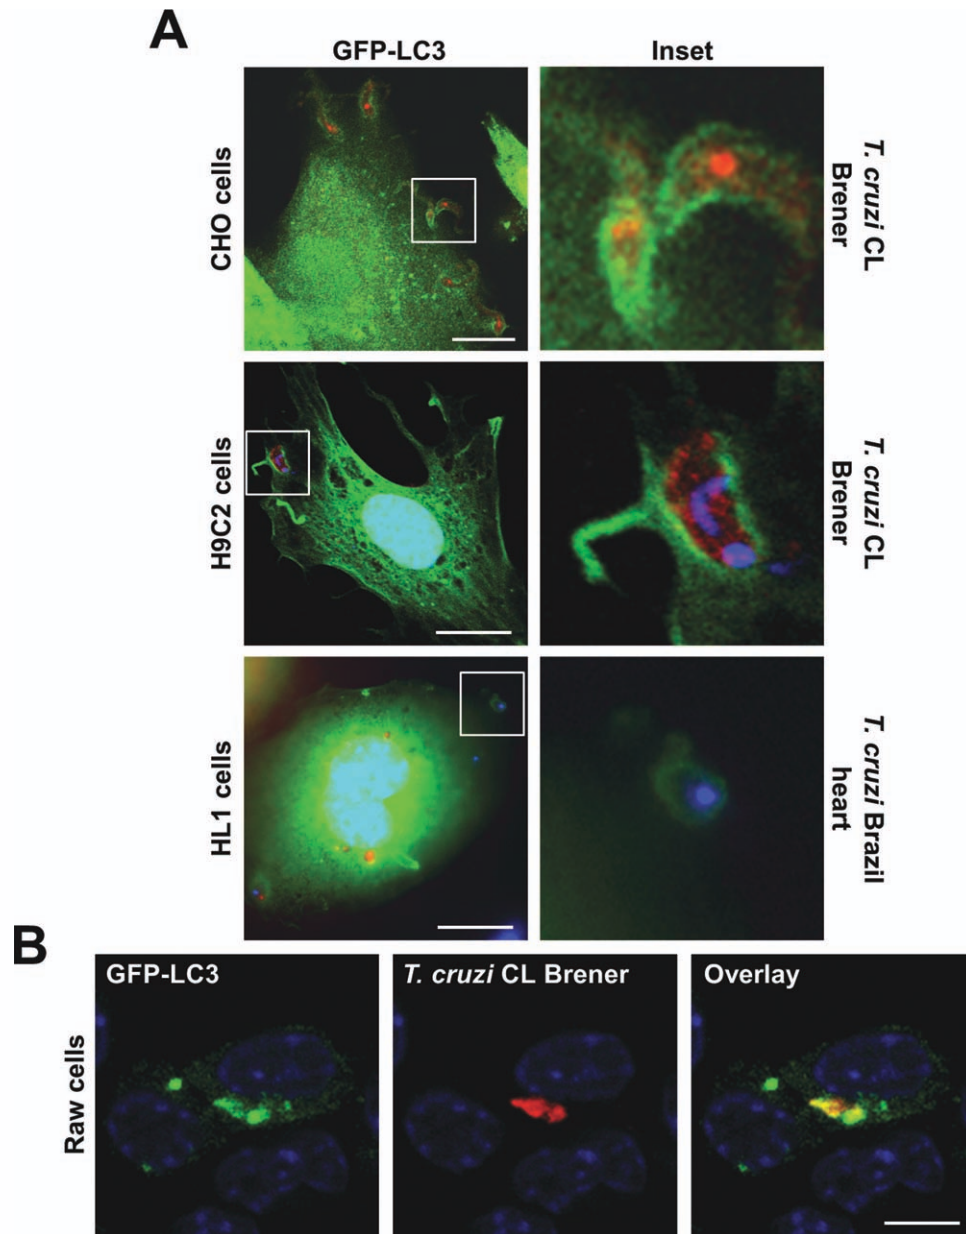 A
GFP-LC3
Inset
CHO cells
T. cruzi CL
Brener
H9C2 cells
T. cruzi CL
Brener
HL1 cells
T. cruzi Brazil
heart
B
Raw cells
GFP-LC3
T. cruzi CL Brener
Overlay